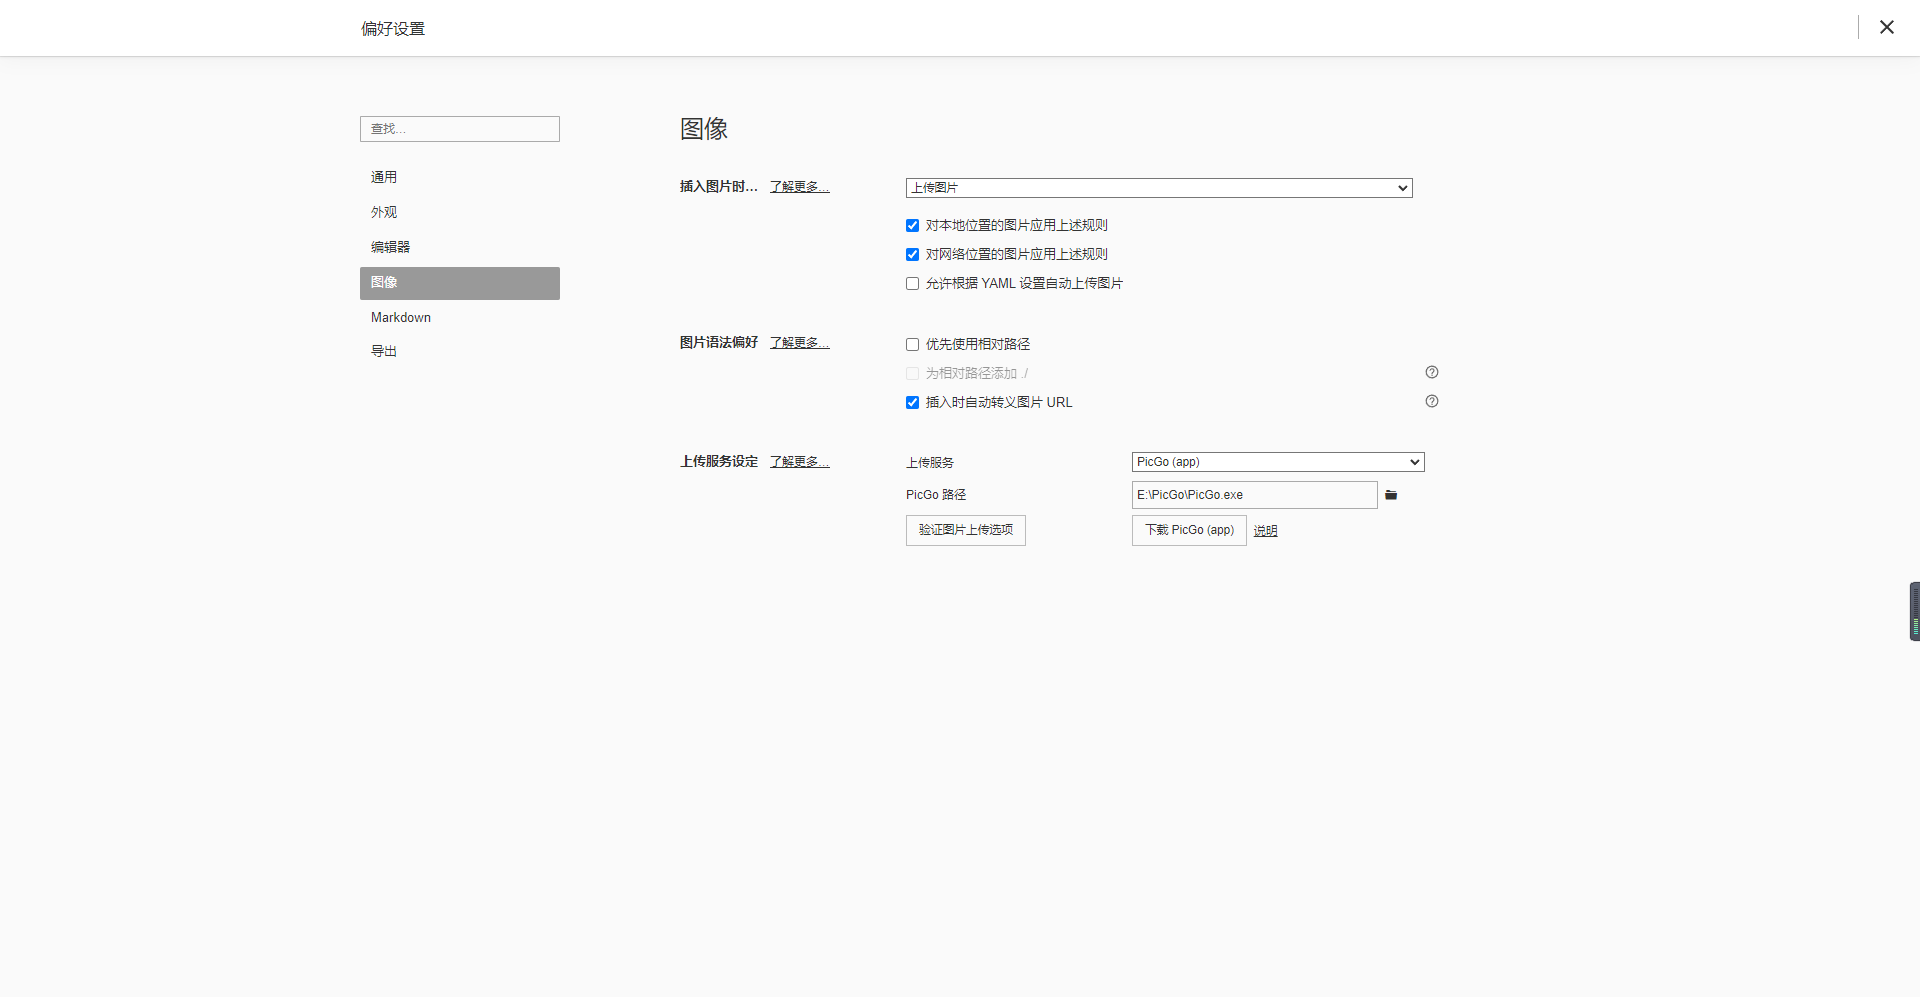 偏好设置
查找...
通用
外观
编辑器
图像
Markdown
导出
图像
插入图片时... 了解更多... 上传图片
对本地位置的图片应用上述规则
对网络位置的图片应用上述规则
允许根据 YAML 设置自动上传图片
图片语法偏好 了解更多... 优先使用相对路径
为相对路径添加 ./
插入时自动转义图片 URL
上传服务设定 了解更多... 上传服务 PicGo (app)
PicGo 路径 E:\PicGo\PicGo.exe
验证图片上传选项 下载 PicGo (app) 说明